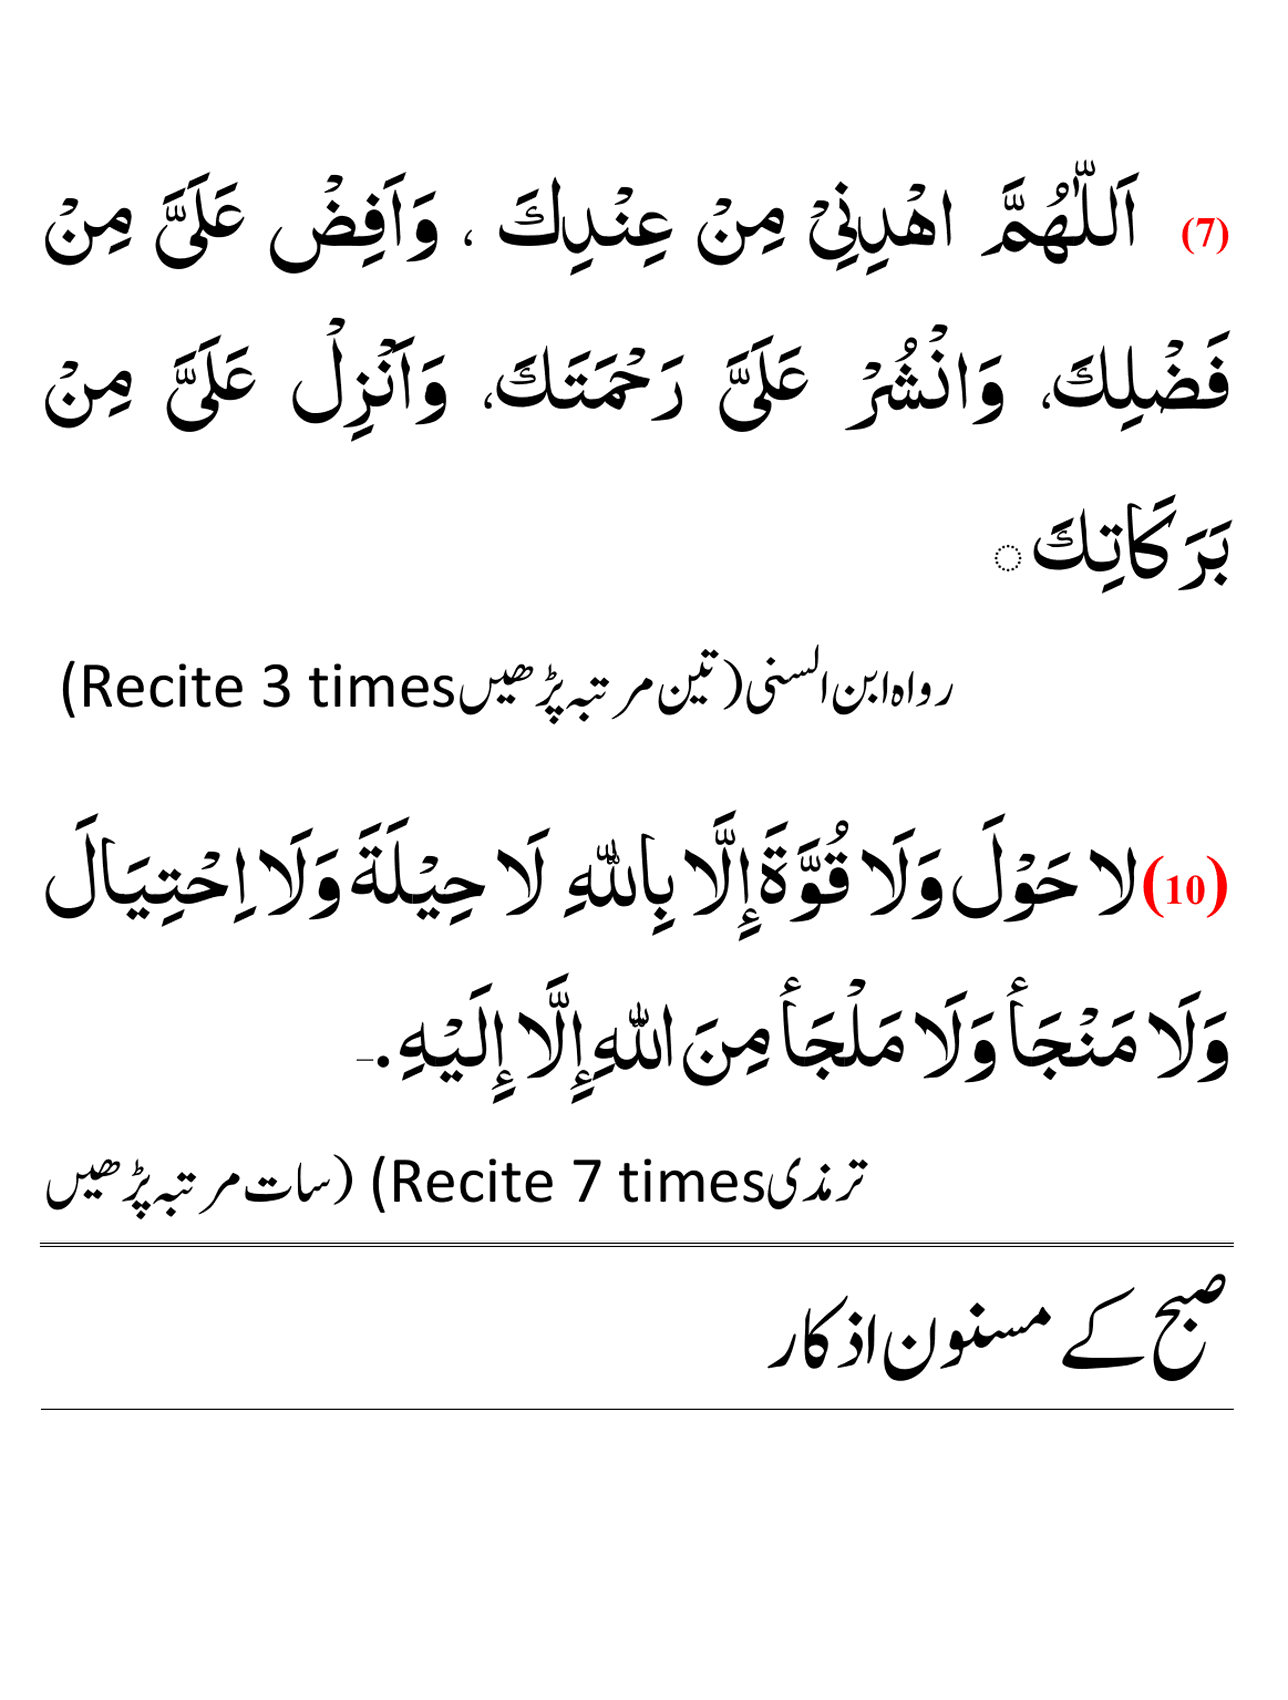 (7) اَللّٰهُمَّ اهْدِنِيْ مِنْ عِنْدِكَ ، وَاَفِضْ عَلَيَّ مِنْ
فَضْلِكَ، وَانْشُرْ عَلَيَّ رَحْمَتَكَ، وَاَنْزِلْ عَلَيَّ مِنْ
بَرَكَاتِكَ ◌
رواہ ابن السنی (تین مرتبہ پڑھیں Recite 3 times)
(10) لا حَوْلَ وَلَا قُوَّةَ إِلَّا بِاللّٰهِ لَا حِيْلَةَ وَلَا اِحْتِيَالَ
وَلَا مَنْجَأ وَلَا مَلْجَأ مِنَ اللّٰهِ إِلَّا إِلَيْهِ .۔
ترمذی Recite 7 times) (سات مرتبہ پڑھیں
صبح کے مسنون اذکار